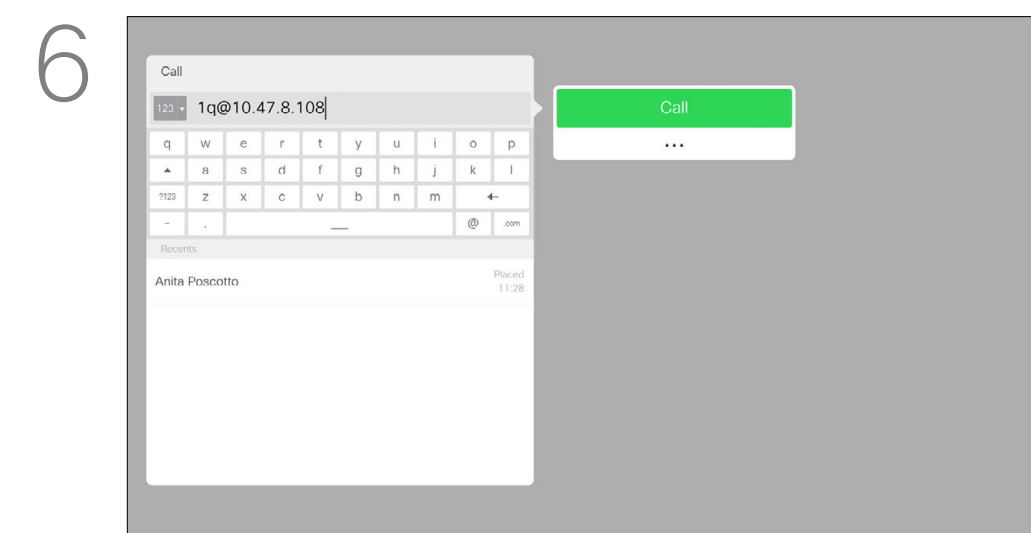 6
Call
123 1q@10.47.8.108
Call
...
q w e r t y u i o p
a s d f g h j k l
?123 z x c v b n m
- . @ .com
Recents
Anita Poscotto Placed
11:28